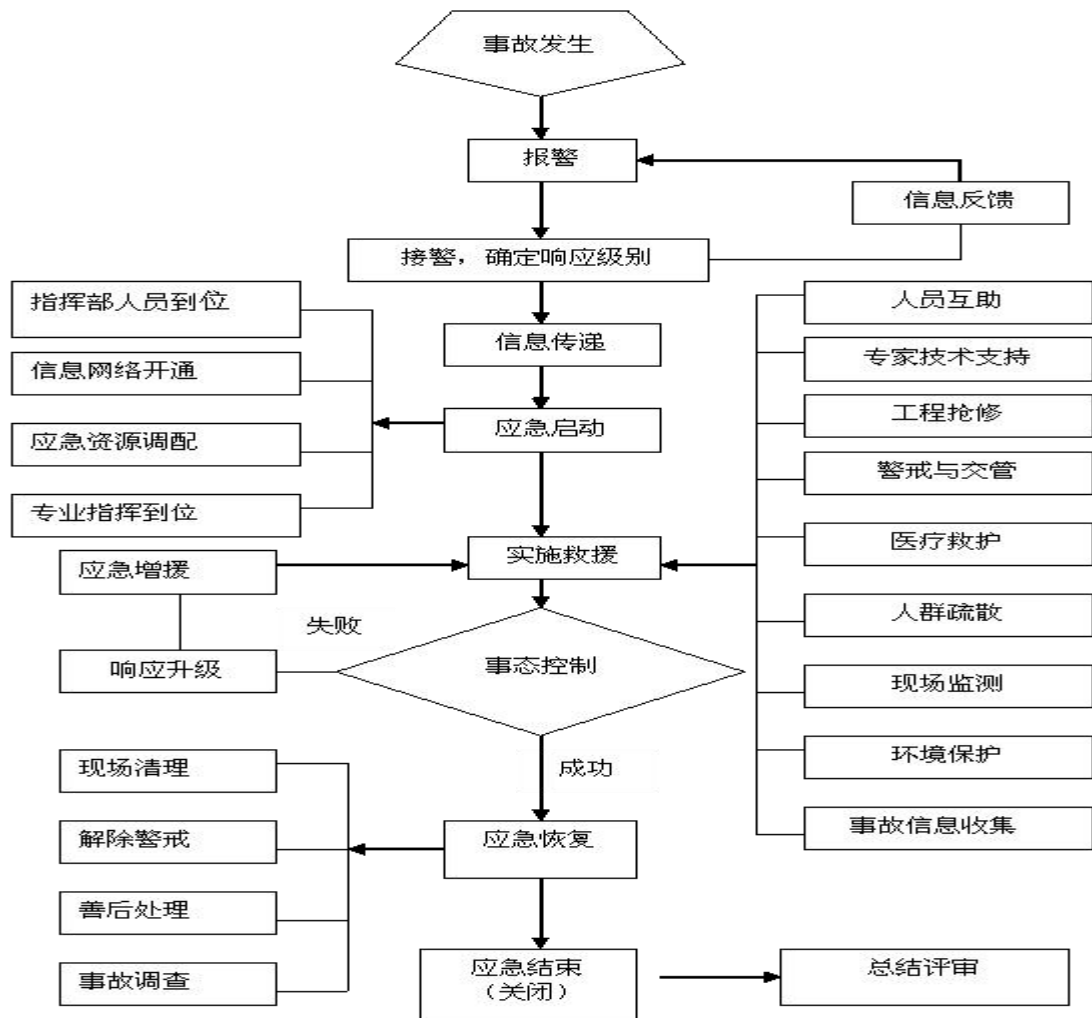 事故发生
报警
信息反馈
接警，确定响应级别
指挥部人员到位
人员互助
信息传递
专家技术支持
信息网络开通
工程抢修
应急启动
应急资源调配
警戒与交管
专业指挥到位
医疗救护
实施救援
应急增援
人群疏散
失败
响应升级
事态控制
现场监测
现场清理
成功
环境保护
解除警戒
应急恢复
事故信息收集
善后处理
事故调查
应急结束
（关闭）
总结评审